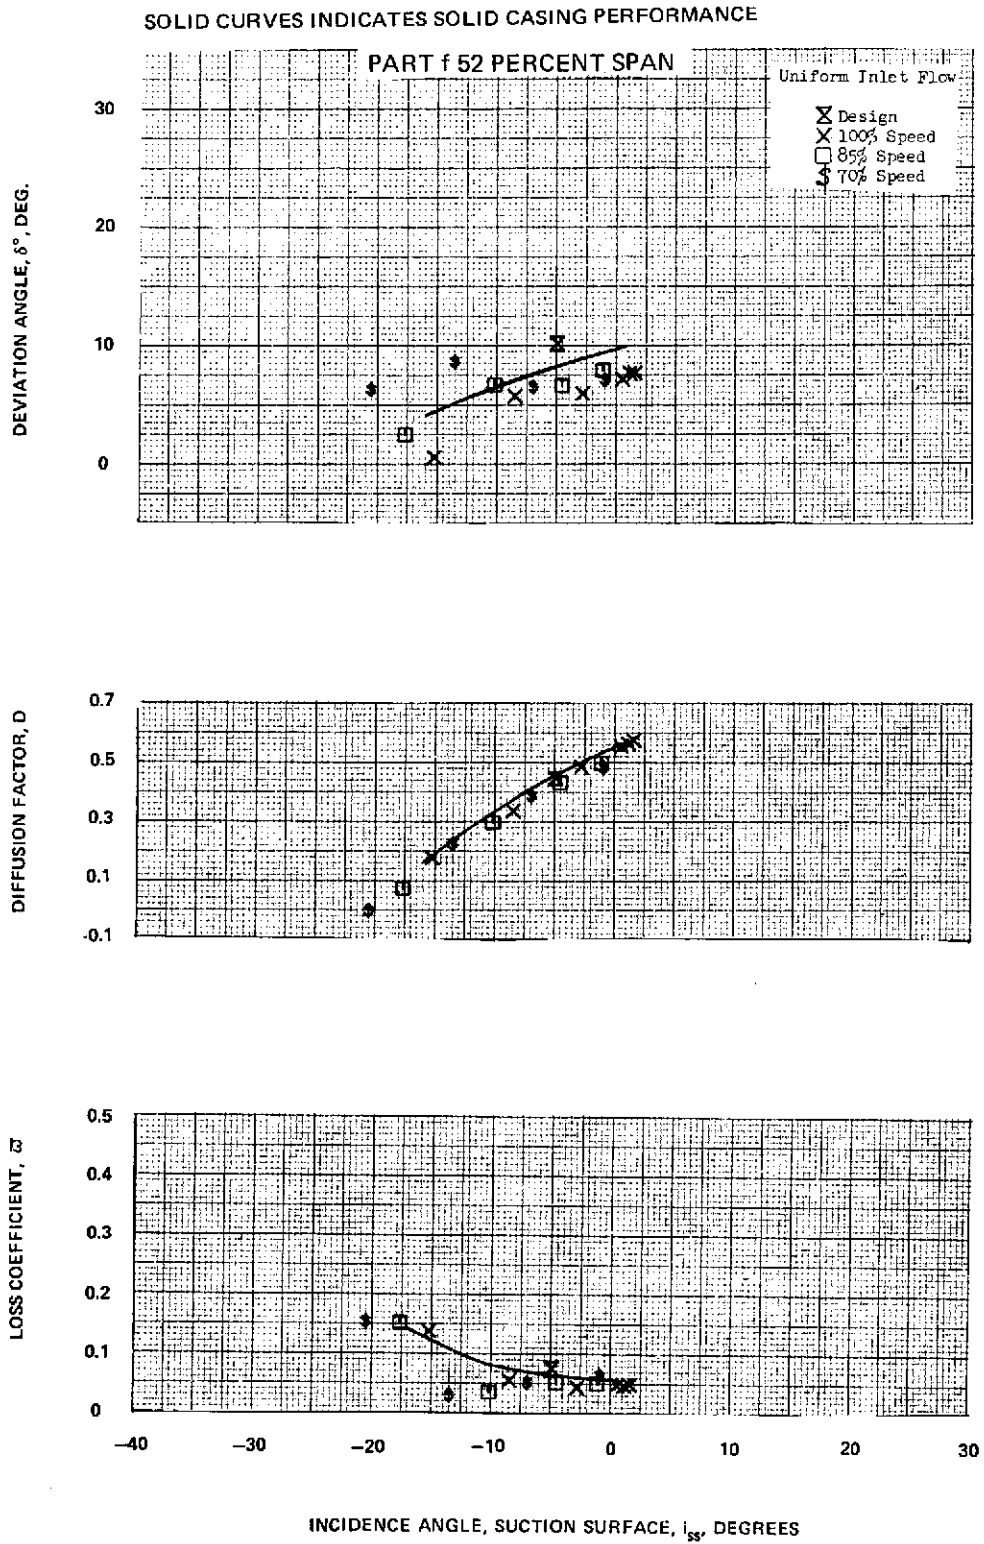 SOLID CURVES INDICATES SOLID CASING PERFORMANCE
PART f 52 PERCENT SPAN
Uniform Inlet Flow
Design
100% Speed
85% Speed
70% Speed
DEVIATION ANGLE, δ°, DEG.
30
20
10
0
DIFFUSION FACTOR, D
0.7
0.5
0.3
0.1
-0.1
LOSS COEFFICIENT, ϖ
0.5
0.4
0.3
0.2
0.1
0
−40 −30 −20 −10 0 10 20 30
INCIDENCE ANGLE, SUCTION SURFACE, iss, DEGREES